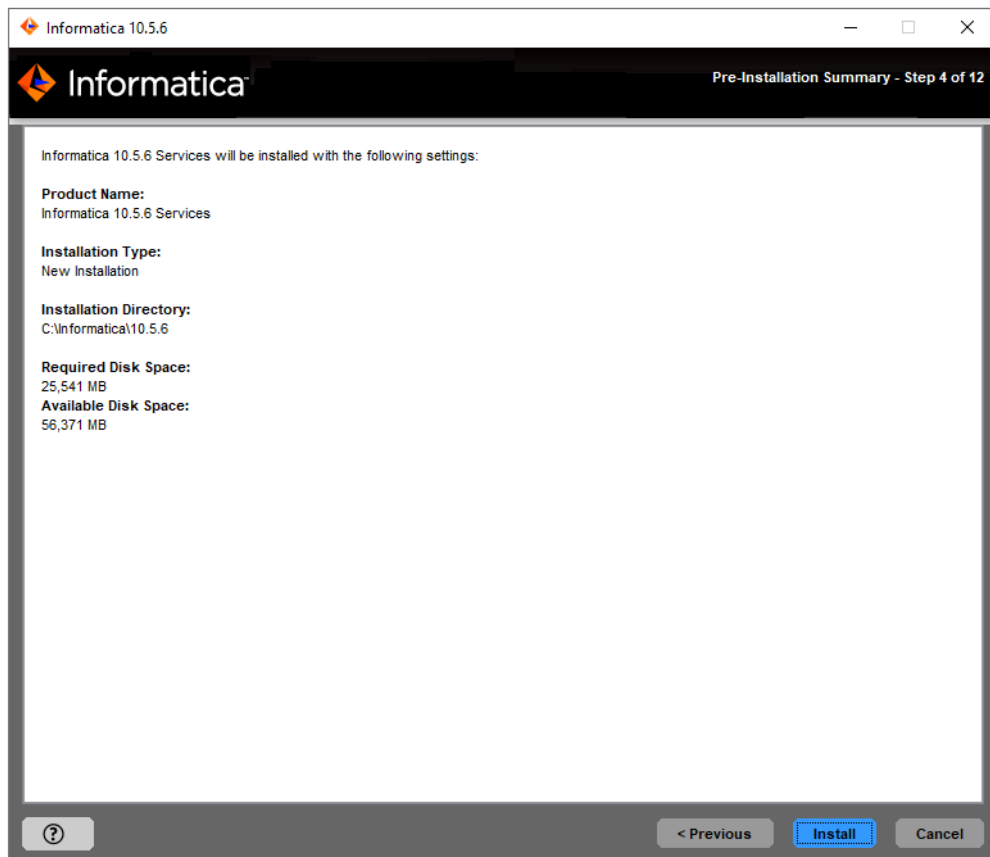 Informatica 10.5.6
Informatica
Pre-Installation Summary - Step 4 of 12
Informatica 10.5.6 Services will be installed with the following settings:
Product Name:
Informatica 10.5.6 Services
Installation Type:
New Installation
Installation Directory:
C:\Informatica\10.5.6
Required Disk Space:
25,541 MB
Available Disk Space:
56,371 MB
?
< Previous
Install
Cancel